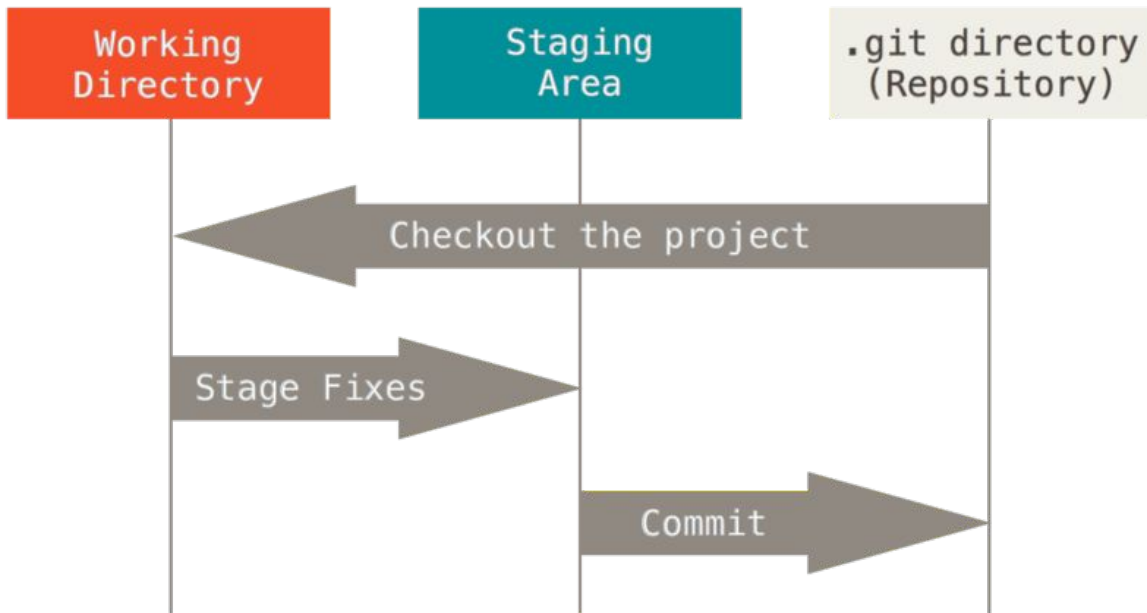 Working
Directory
Staging
Area
.git directory
(Repository)
Checkout the project
Stage Fixes
Commit